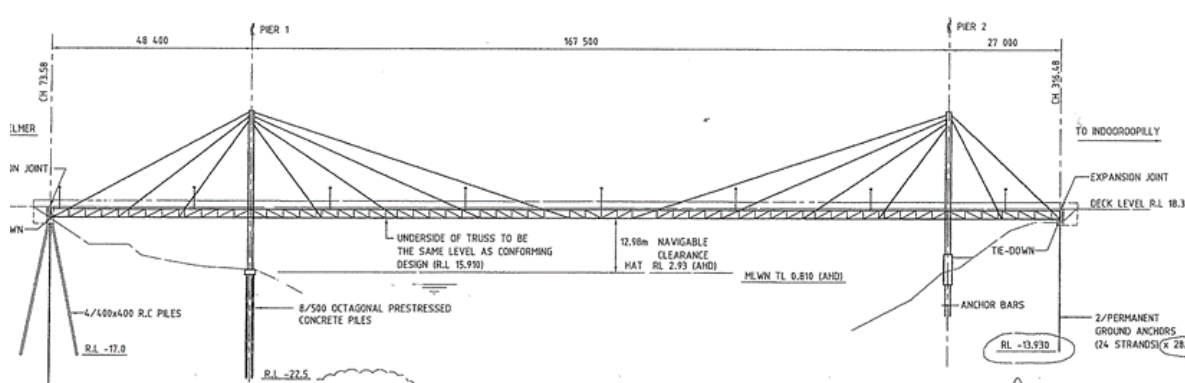 PIER 1
PIER 2
48 400
167 500
27 000
CH 73.58
CH 316.48
ELMER
TO INDOOROOPILLY
ON JOINT
EXPANSION JOINT
DECK LEVEL R.L 18.3
WN
UNDERSIDE OF TRUSS TO BE
THE SAME LEVEL AS CONFORMING
DESIGN (R.L 15.910)
12.98m NAVIGABLE
CLEARANCE
HAT RL 2.93 (AHD)
MLWN TL 0.810 (AHD)
TIE-DOWN
4/400x400 R.C PILES
8/500 OCTAGONAL PRESTRESSED
CONCRETE PILES
ANCHOR BARS
2/PERMANENT
GROUND ANCHORS
(24 STRANDS) x 28.
R.L -17.0
RL -13.930
R.L -22.5